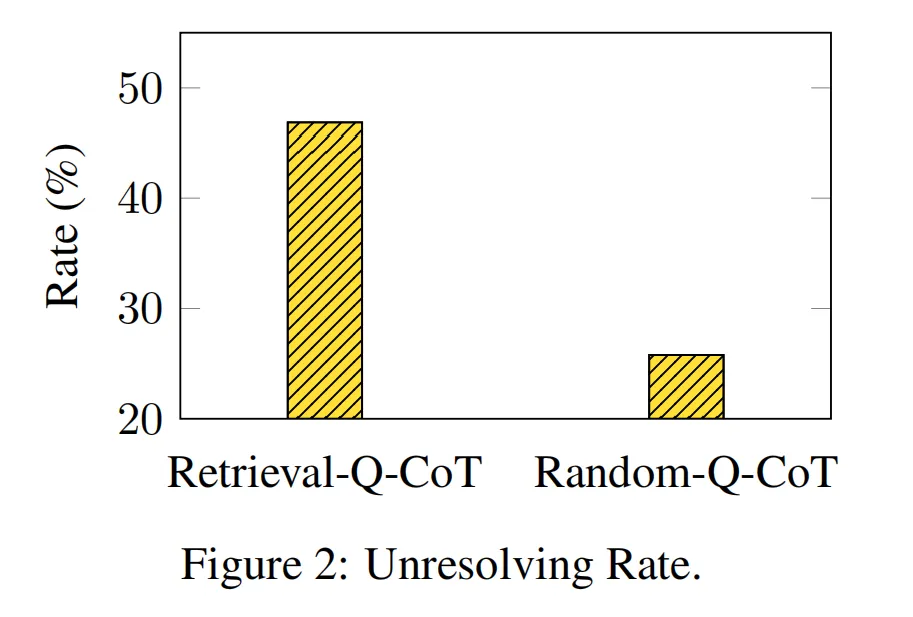 50
40
30
20
Rate (%)
Retrieval-Q-CoT Random-Q-CoT
Figure 2: Unresolving Rate.